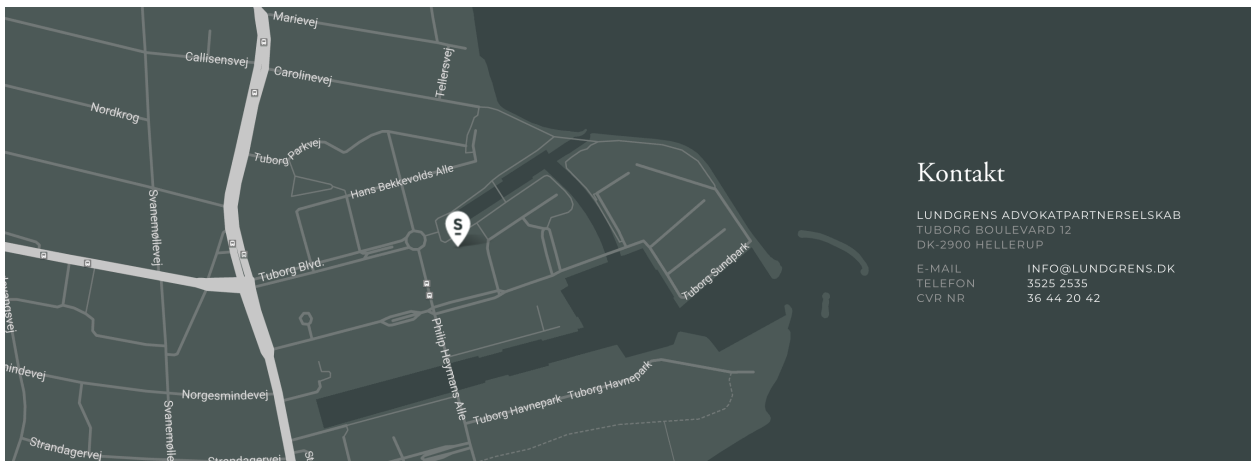 Marievej
Callisensvej
Carolinevej
Tellersvej
Nordkrog
Tuborg Parkvej
Hans Bekkevolds Alle
Svanemøllevej
S
Tuborg Blvd.
Tuborg Sundpark
Philip Heymans Alle
Norgesmindevej
Tuborg Havnepark
Tuborg Havnepark
Svanemølle
Strandagervej
Strandagervej
Kontakt
LUNDGRENS ADVOKATPARTNERSELSKAB
TUBORG BOULEVARD 12
DK-2900 HELLERUP
E-MAIL INFO@LUNDGRENS.DK
TELEFON 3525 2535
CVR NR 36 44 20 42